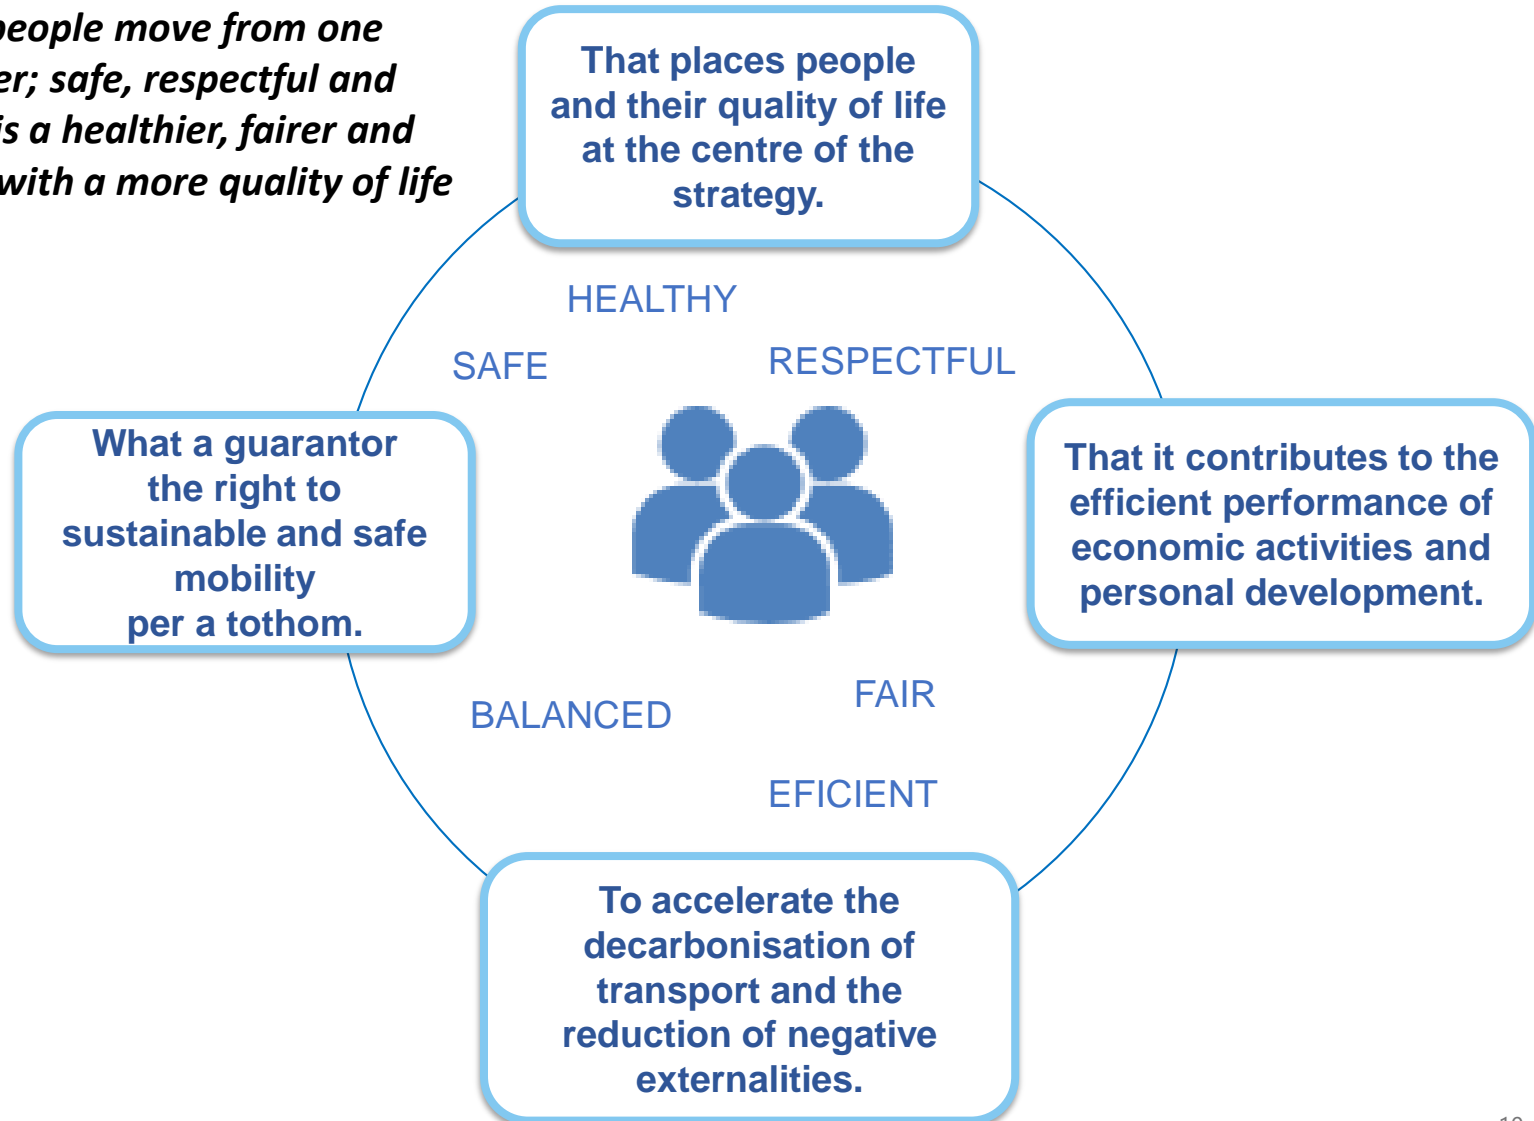 people move from one
er; safe, respectful and
is a healthier, fairer and
with a more quality of life
That places people
and their quality of life
at the centre of the
strategy.
HEALTHY
SAFE
RESPECTFUL
What a guarantor
the right to
sustainable and safe
mobility
per a tothom.
That it contributes to the
efficient performance of
economic activities and
personal development.
FAIR
BALANCED
EFICIENT
To accelerate the
decarbonisation of
transport and the
reduction of negative
externalities.